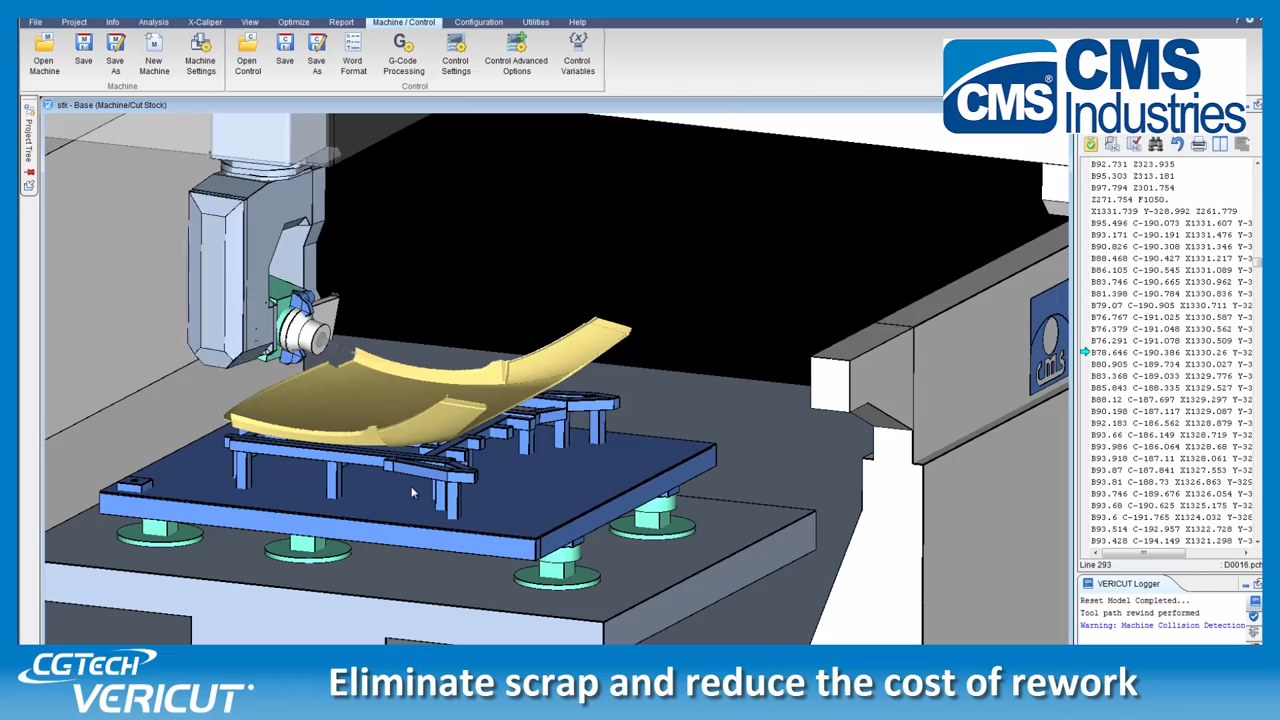 File Project Info Analysis X-Caliper View Optimize Report Machine / Control Configuration Utilities Help
Open Machine
Save
Save As
New Machine
Machine Settings
Open Control
Save
Save As
Word Format
G-Code Processing
Control Settings
Control Advanced Options
Control Variables
Machine
Control
CMS
CMS
Industries
stk - Base (Machine/Cut Stock)
Project Tree
B92.731 Z323.935
B95.303 Z313.181
B97.794 Z301.754
Z271.754 F1050.
X1331.739 Y-328.992 Z261.779
B95.496 C-190.073 X1331.607 Y-3
B93.171 C-190.191 X1331.476 Y-3
B90.826 C-190.308 X1331.346 Y-3
B88.468 C-190.427 X1331.217 Y-3
B86.105 C-190.545 X1331.089 Y-3
B83.746 C-190.665 X1330.962 Y-3
B81.398 C-190.784 X1330.836 Y-3
B79.07 C-190.905 X1330.711 Y-32
B76.767 C-191.025 X1330.587 Y-3
B76.379 C-191.048 X1330.562 Y-3
B76.291 C-191.078 X1330.509 Y-3
B78.646 C-190.386 X1330.26 Y-32
B80.905 C-189.734 X1330.027 Y-3
B83.368 C-189.033 X1329.776 Y-3
B85.843 C-188.335 X1329.527 Y-3
B88.12 C-187.697 X1329.297 Y-32
B90.198 C-187.117 X1329.087 Y-3
B92.183 C-186.562 X1328.879 Y-3
B93.66 C-186.149 X1328.719 Y-32
B93.986 C-186.064 X1328.68 Y-32
B93.918 C-187.11 X1328.061 Y-32
B93.87 C-187.841 X1327.553 Y-32
B93.81 C-188.73 X1326.863 Y-328
B93.746 C-189.676 X1326.054 Y-3
B93.68 C-190.625 X1325.175 Y-32
B93.6 C-191.765 X1324.032 Y-328
B93.514 C-192.957 X1322.728 Y-3
B93.428 C-194.149 X1321.298 Y-3
Line 293 : D0016.pch
cms
VERICUT Logger
Reset Model Completed...
Tool path rewind performed
Warning: Machine Collision Detection
CGTECH
VERICUT
Eliminate scrap and reduce the cost of rework